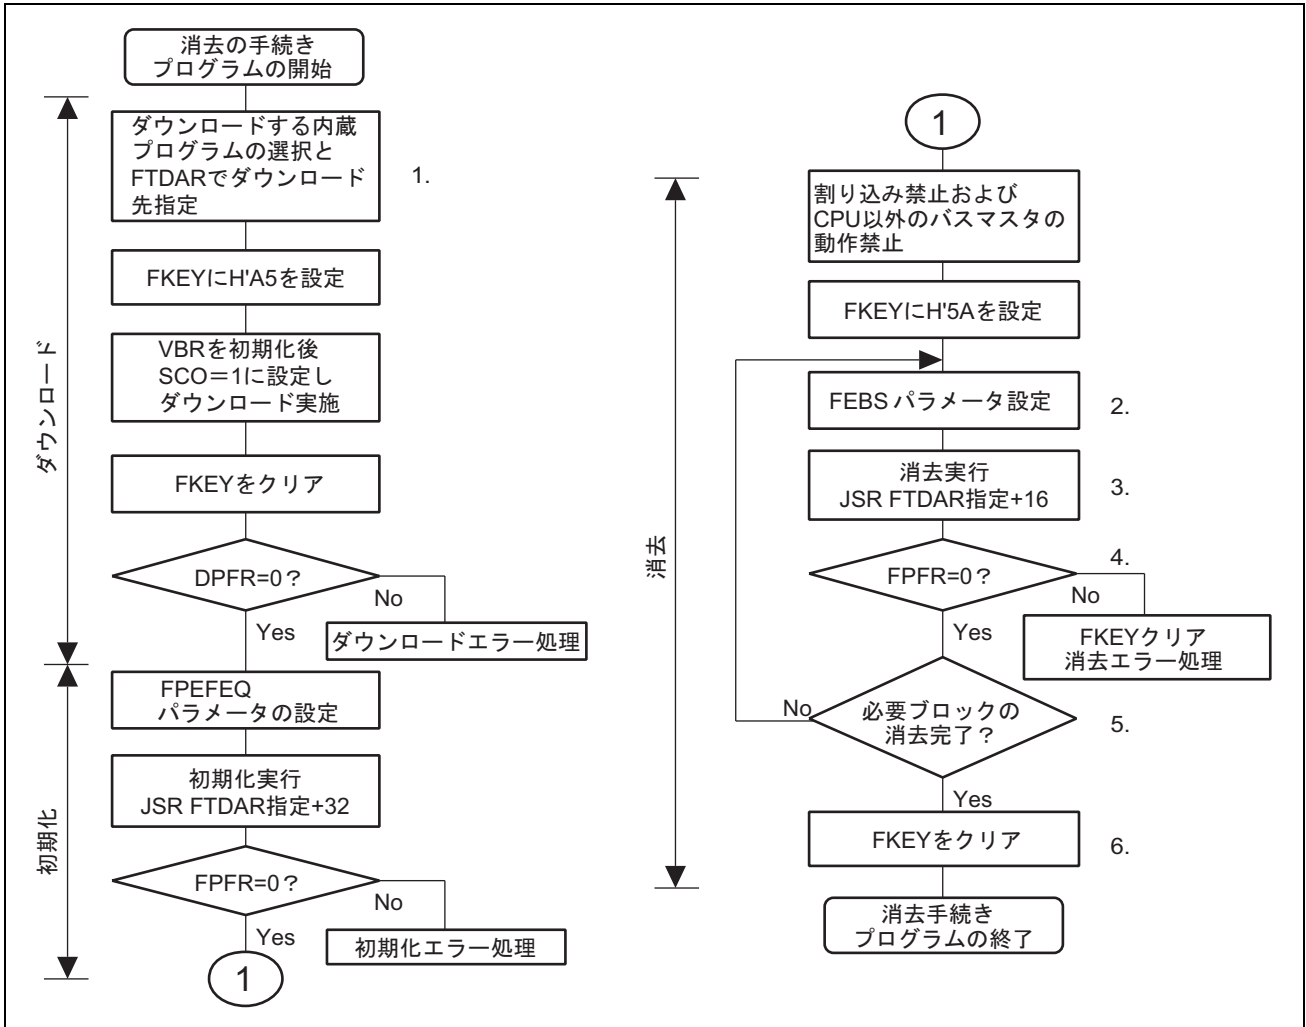 消去の手続き
プログラムの開始
ダウンロード
ダウンロードする内蔵
プログラムの選択と
FTDARでダウンロード
先指定
1.
FKEYにH'A5を設定
VBRを初期化後
SCO＝1に設定し
ダウンロード実施
FKEYをクリア
DPFR=0？
No
Yes
ダウンロードエラー処理
初期化
FPEFEQ
パラメータの設定
初期化実行
JSR FTDAR指定+32
FPFR=0？
No
Yes
初期化エラー処理
1
1
消去
割り込み禁止および
CPU以外のバスマスタの
動作禁止
FKEYにH'5Aを設定
FEBS パラメータ設定
2.
消去実行
JSR FTDAR指定+16
3.
FPFR=0？
4.
No
Yes
FKEYクリア
消去エラー処理
必要ブロックの
消去完了？
5.
No
Yes
FKEYをクリア
6.
消去手続き
プログラムの終了